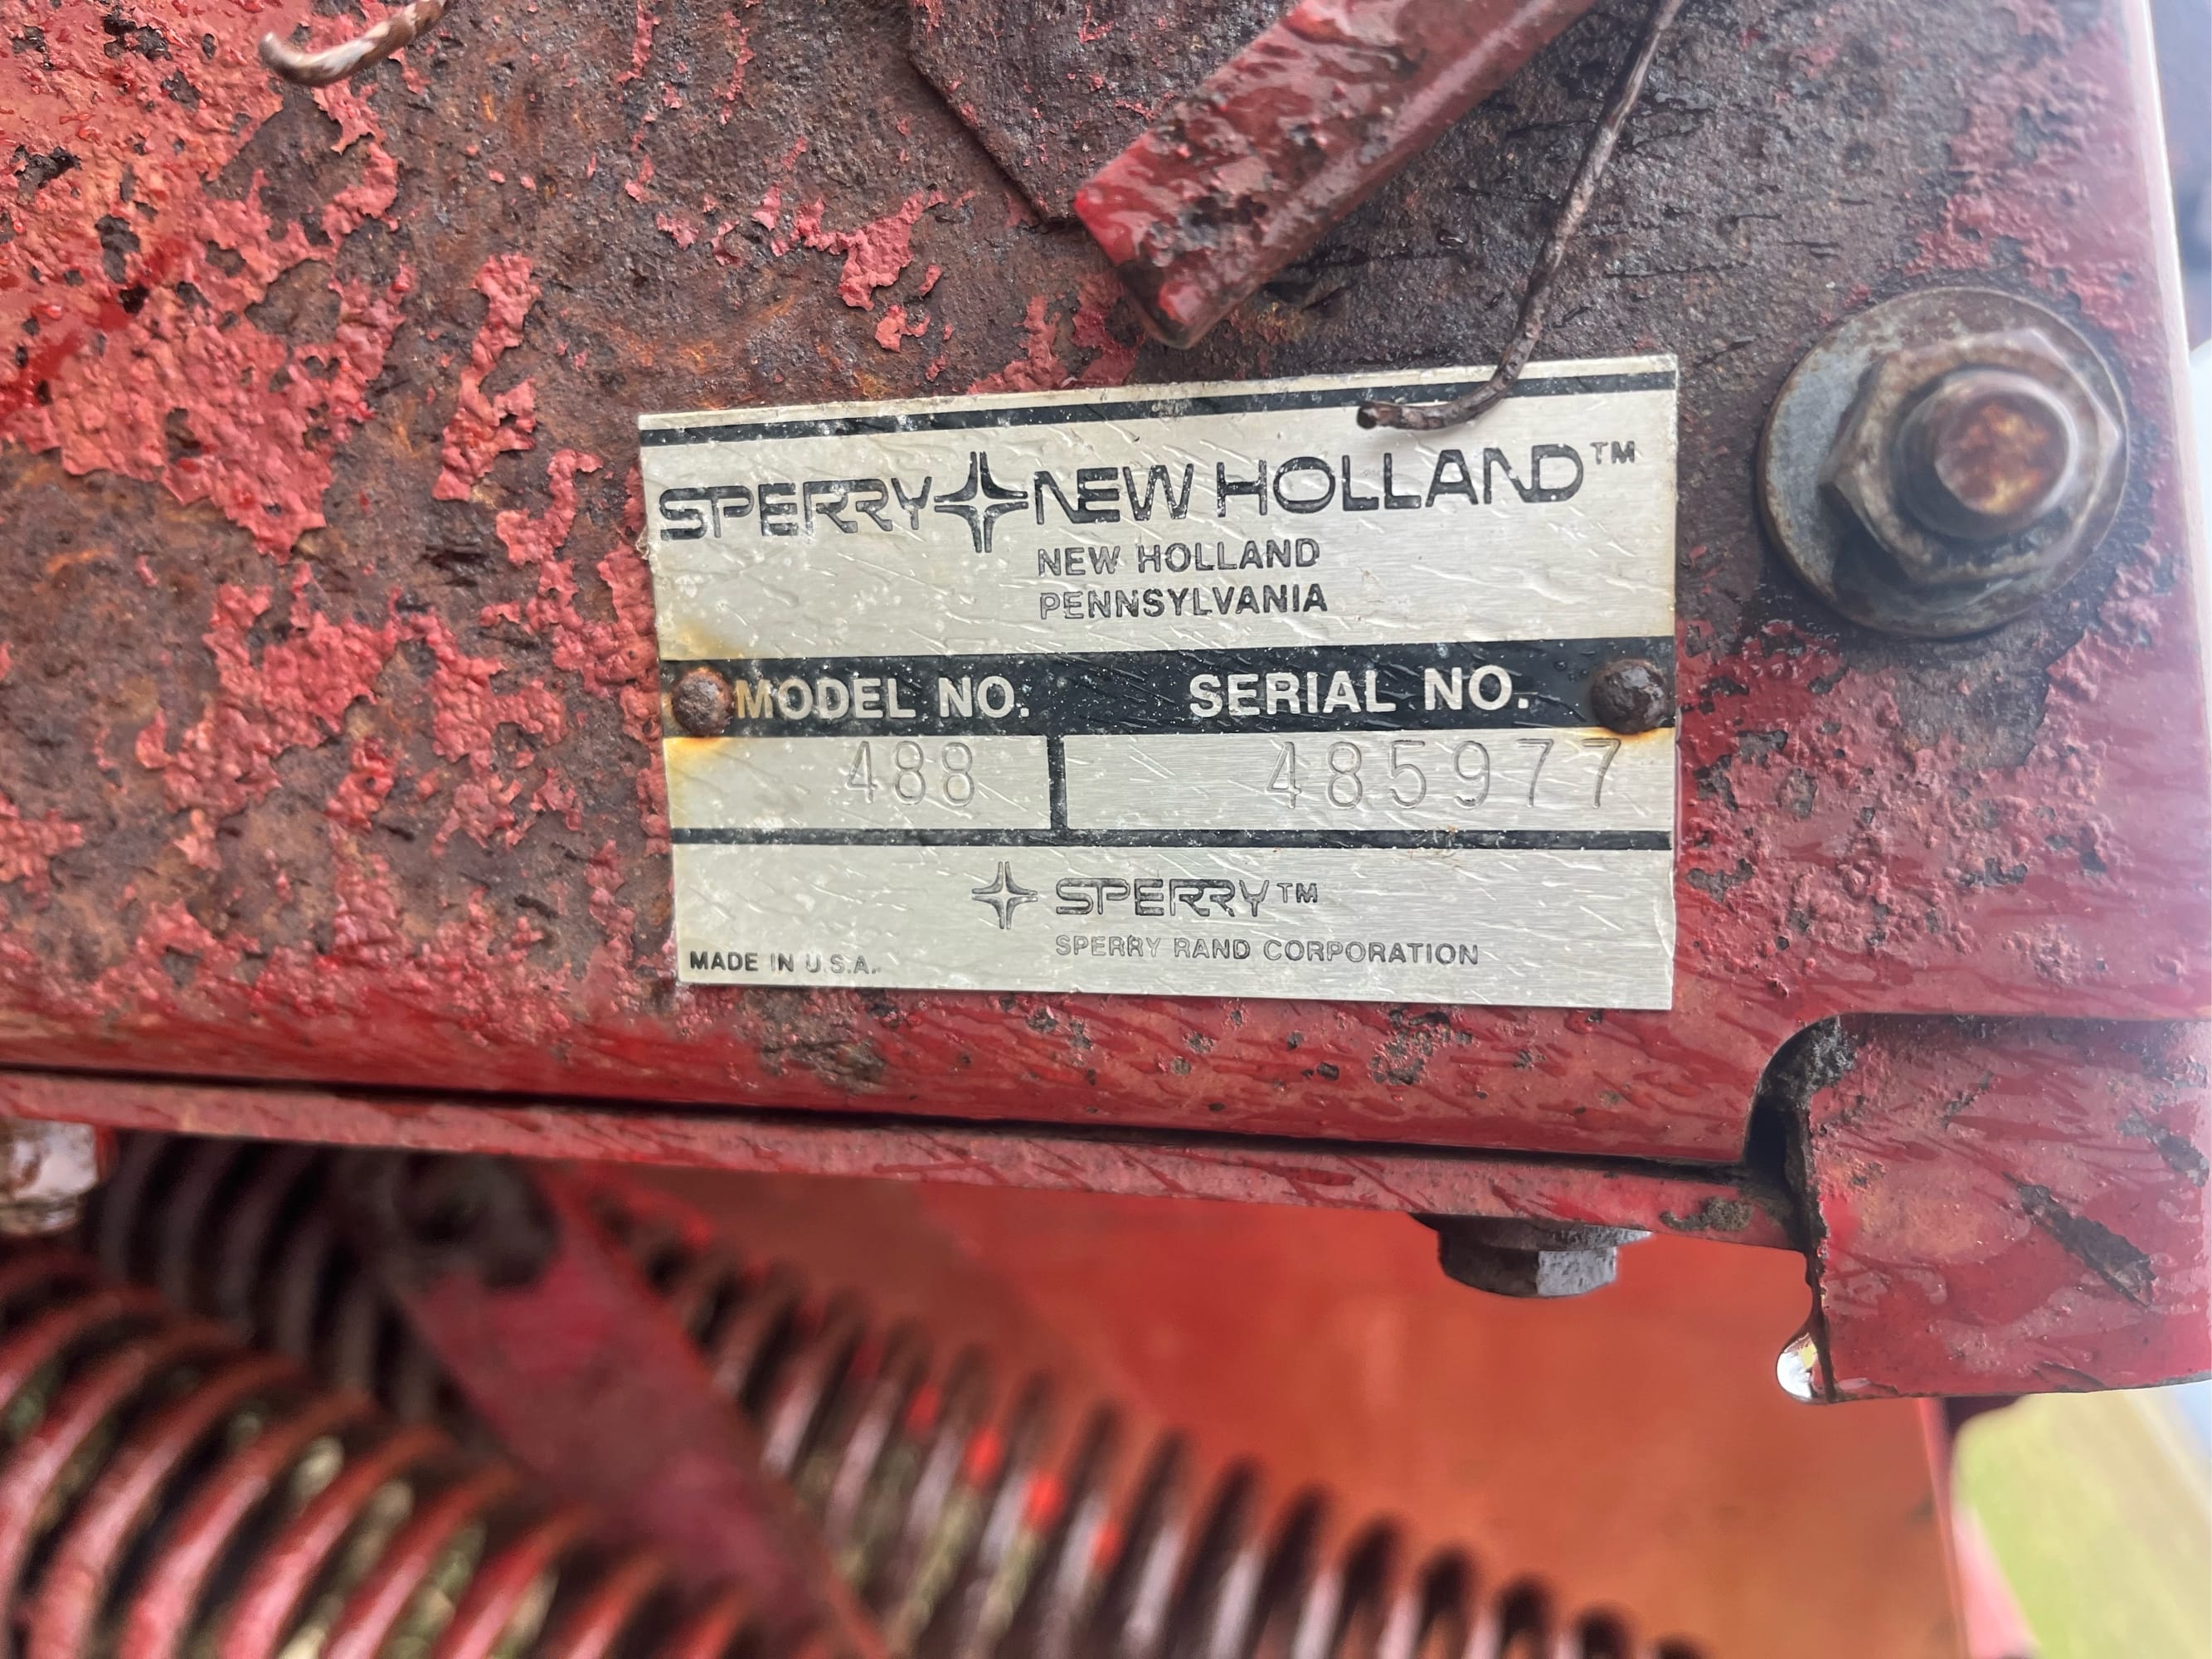 SPERRY NEW HOLLAND™
NEW HOLLAND
PENNSYLVANIA
MODEL NO. SERIAL NO.
488 485977
SPERRY™
SPERRY RAND CORPORATION
MADE IN U.S.A.